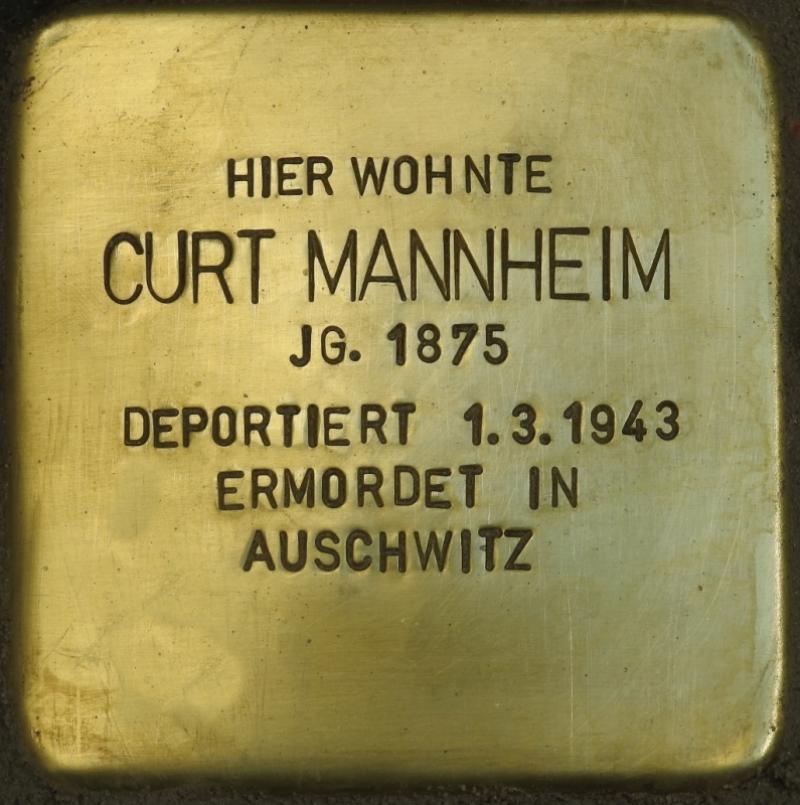 HIER WOHNTE
CURT MANNHEIM
JG. 1875
DEPORTIERT 1.3.1943
ERMORDET IN
AUSCHWITZ